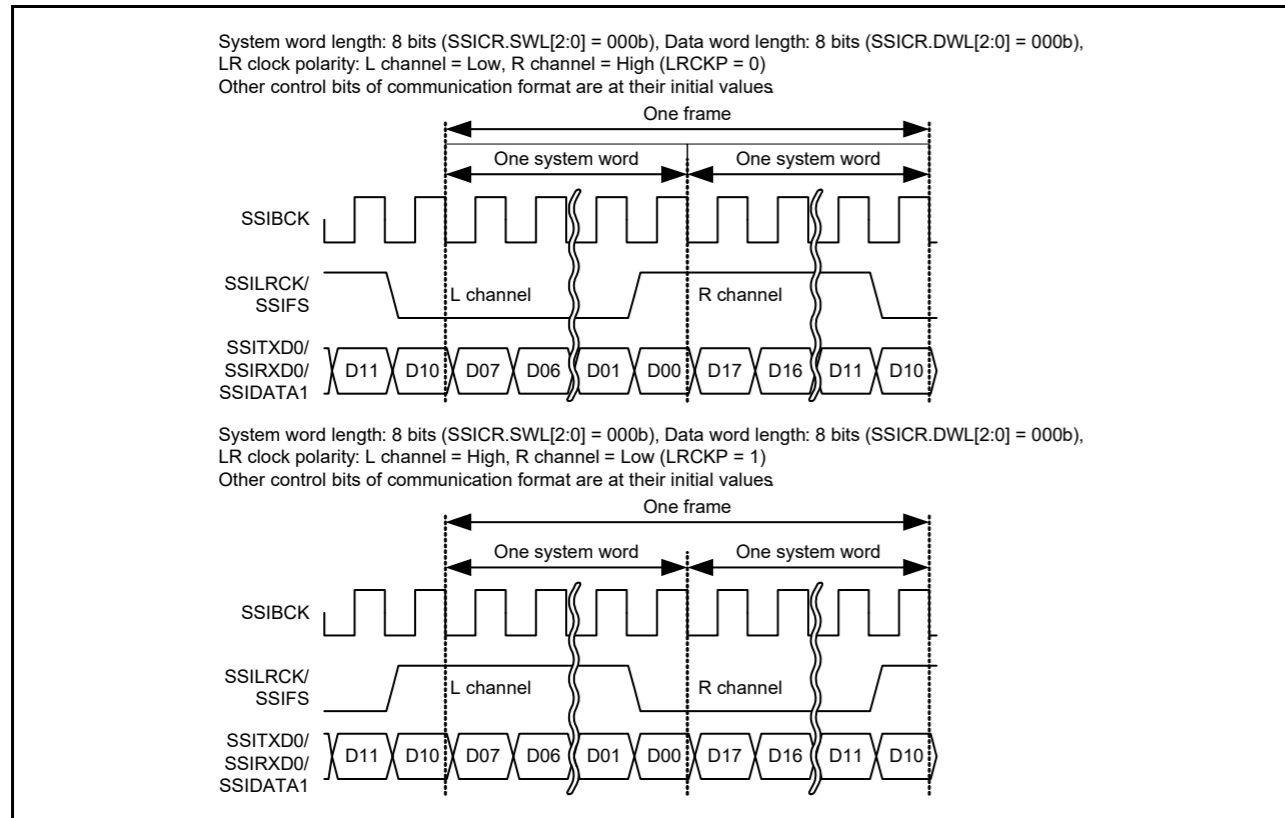 System word length: 8 bits (SSICR.SWL[2:0] = 000b), Data word length: 8 bits (SSICR.DWL[2:0] = 000b),
LR clock polarity: L channel = Low, R channel = High (LRCKP = 0)
Other control bits of communication format are at their initial values.
One frame
One system word One system word
SSIBCK
SSILRCK/
SSIFS
L channel R channel
SSITXD0/
SSIRXD0/
SSIDATA1
D11 D10 D07 D06 D01 D00 D17 D16 D11 D10
System word length: 8 bits (SSICR.SWL[2:0] = 000b), Data word length: 8 bits (SSICR.DWL[2:0] = 000b),
LR clock polarity: L channel = High, R channel = Low (LRCKP = 1)
Other control bits of communication format are at their initial values.
One frame
One system word One system word
SSIBCK
SSILRCK/
SSIFS
L channel R channel
SSITXD0/
SSIRXD0/
SSIDATA1
D11 D10 D07 D06 D01 D00 D17 D16 D11 D10